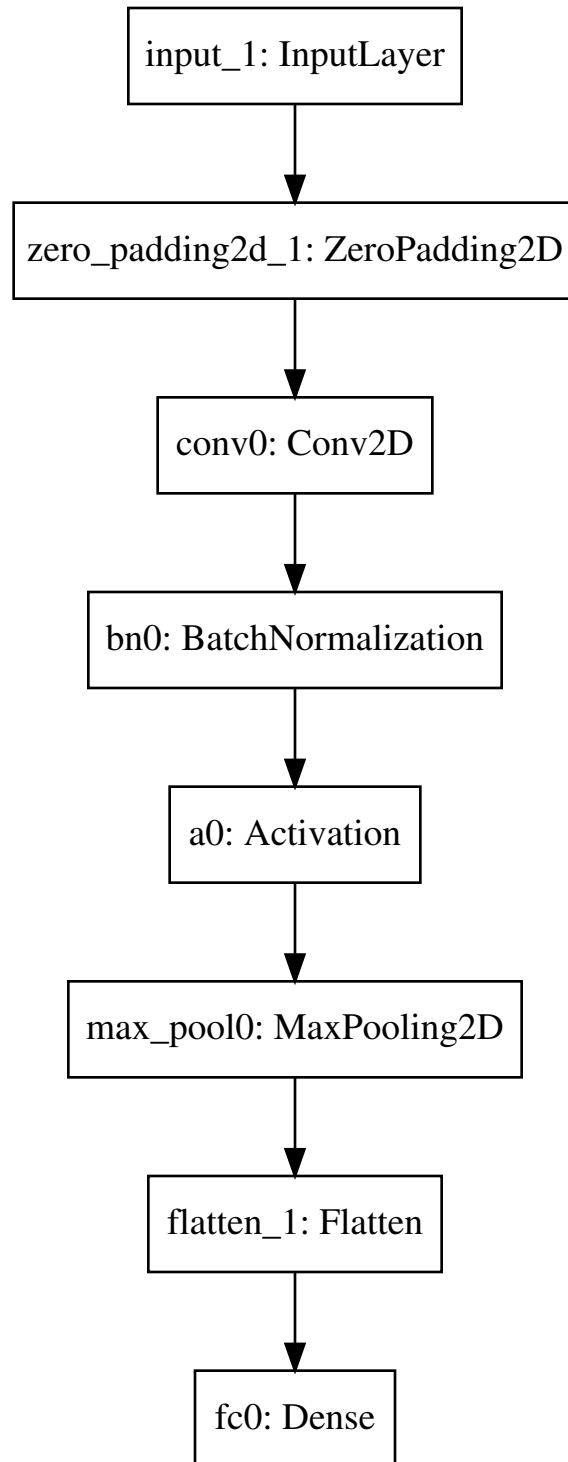 input_1: InputLayer
zero_padding2d_1: ZeroPadding2D
conv0: Conv2D
bn0: BatchNormalization
a0: Activation
max_pool0: MaxPooling2D
flatten_1: Flatten
fc0: Dense